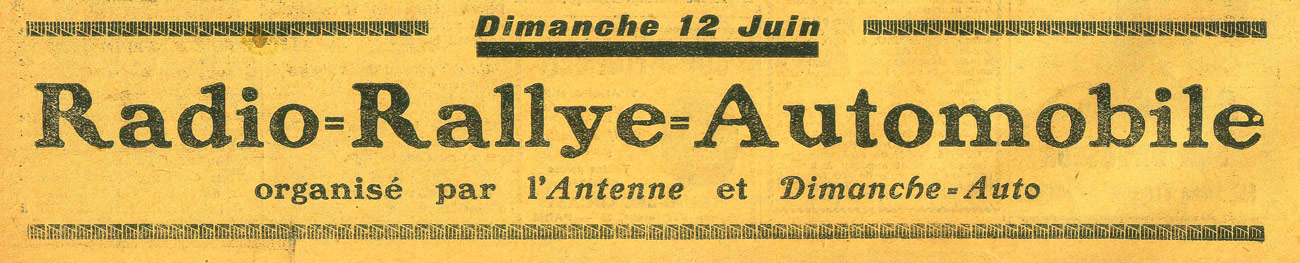 Dimanche 12 Juin
Radio=Rallye=Automobile
organisé par l'Antenne et Dimanche=Auto